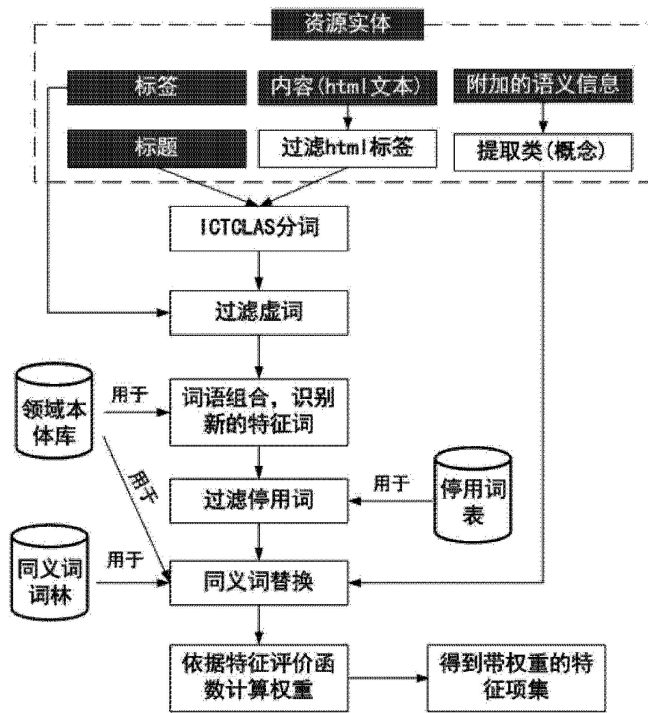 资源实体
标签
内容(html文本)
附加的语义信息
标题
过滤html标签
提取类(概念)
ICTCLAS分词
过滤虚词
领域本
体库
用于
词语组合，识别
新的特征词
用于
过滤停用词
用于
停用词
表
同义词
词林
用于
同义词替换
依据特征评价函
数计算权重
得到带权重的特
征项集